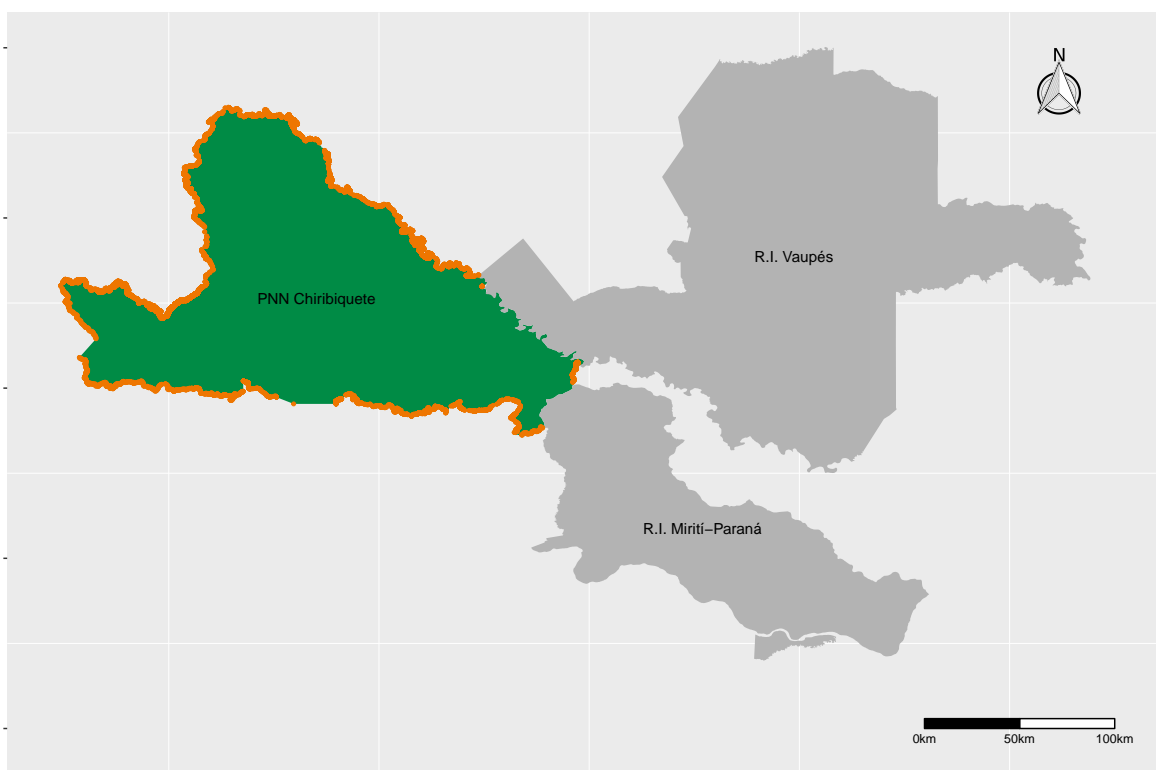 N
R.I. Vaupés
PNN Chiribiquete
R.I. Mirití−Paraná
0km 50km 100km